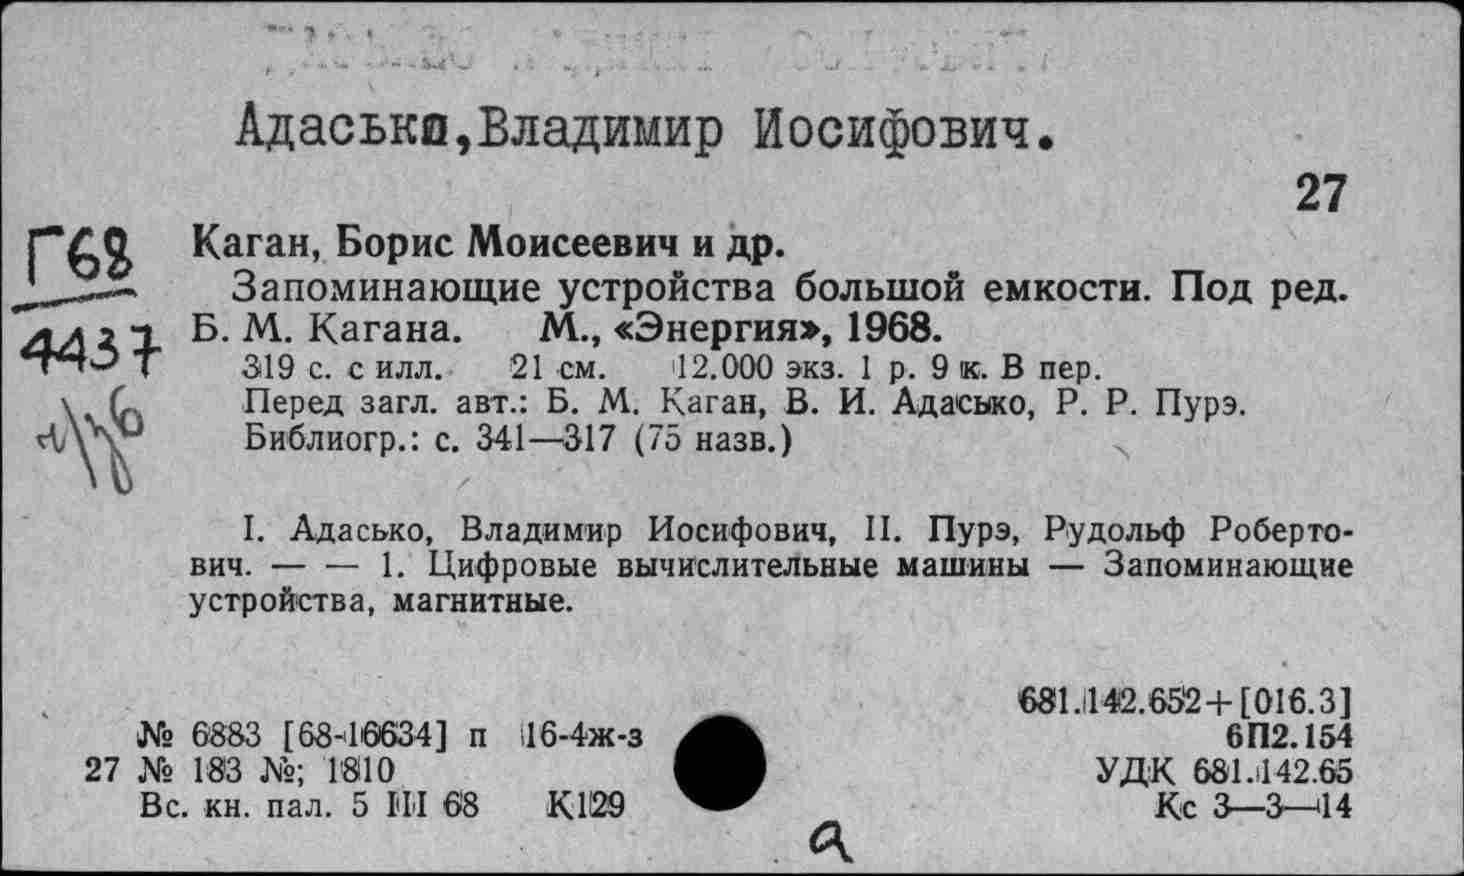 Адасько,Владимир Иосифович.
27
Г68
4437
Каган, Борис Моисеевич и др.
Запоминающие устройства большой емкости. Под ред.
Б. М. Кагана. М., «Энергия», 1968.
319 с. с илл. 21 см. 12.000 экз. 1 р. 9 к. В пер.
Перед загл. авт.: Б. М. Каган, В. И. Адасько, Р. Р. Пурэ.
Библиогр.: с. 341—317 (75 назв.)
I. Адасько, Владимир Иосифович, II. Пурэ, Рудольф Роберто-
вич. — — 1. Цифровые вычислительные машины — Запоминающие
устройства, магнитные.
681.142.652+[016.3]
№ 6883 [68-16634] п 16-4ж-з 6П2.154
27 № 183 №; 1810 УДК 681.142.65
Вс. кн. пал. 5 III 68 К129 Кс 3—3—14
а